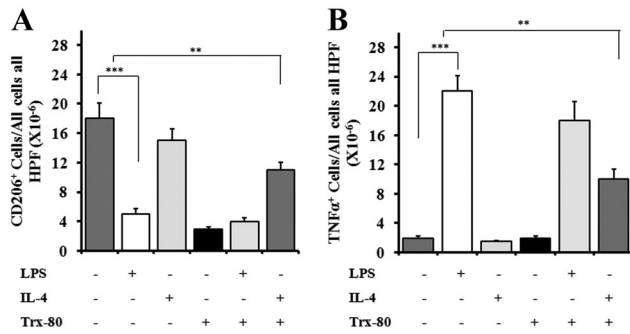 A
CD206⁺ Cells/All cells all
HPF (X10⁻⁶)
28
24
20
16
12
8
4
0
***
**
LPS - + - - + -
IL-4 - - + - - +
Trx-80 - - - + + +
B
TNFα⁺ Cells/All cells all HPF
(X10⁻⁶)
28
24
20
16
12
8
4
0
***
**
- + - - + -
- - + - - +
- - - + + +